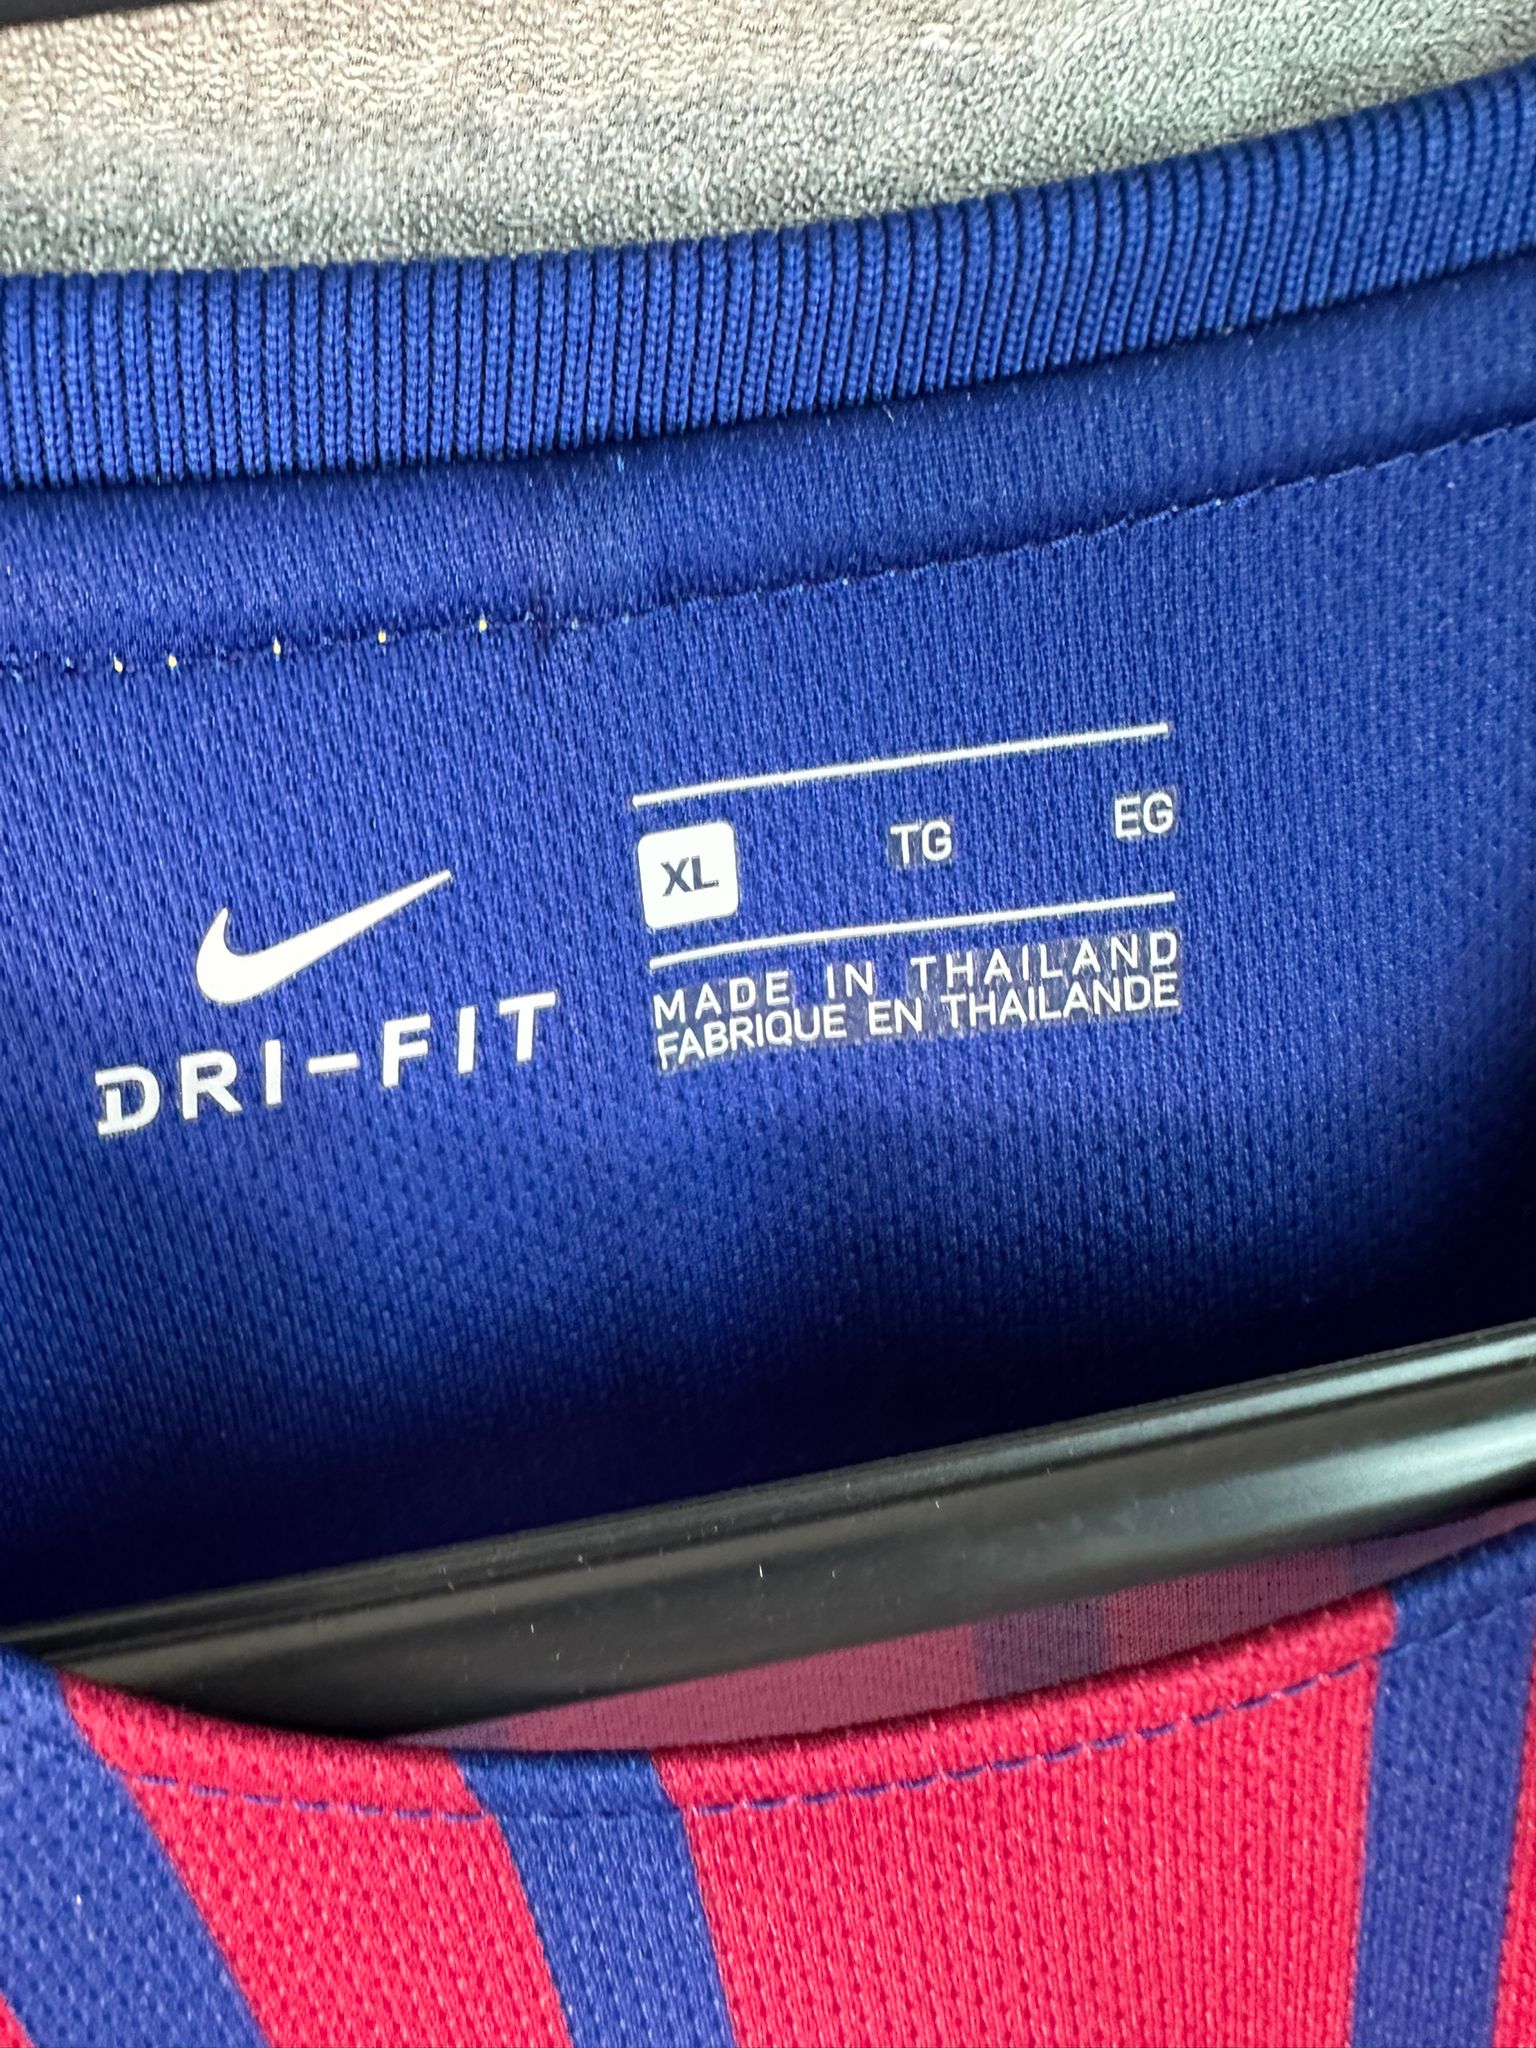 XL TG EG
MADE IN THAILAND
FABRIQUE EN THAILANDE
DRI-FIT